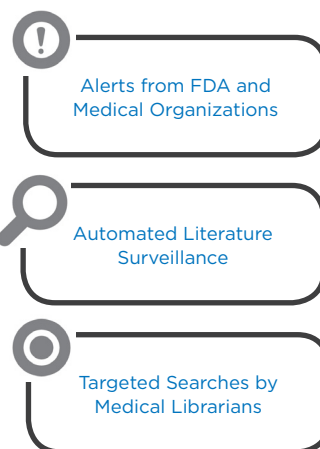 Alerts from FDA and
Medical Organizations
Automated Literature
Surveillance
Targeted Searches by
Medical Librarians